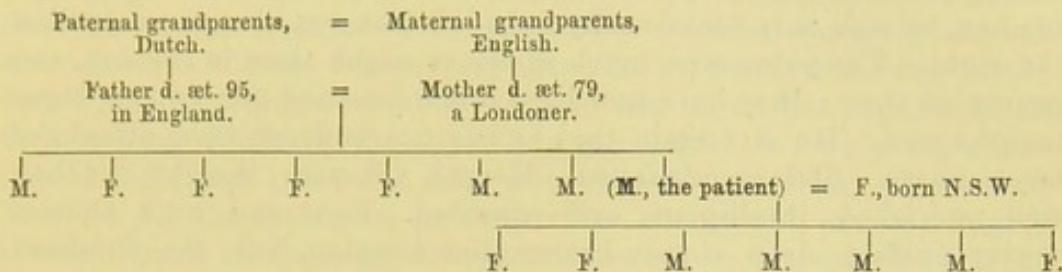 Paternal grandparents, = Maternal grandparents,
Dutch. English.
Father d. æt. 95, = Mother d. æt. 79,
in England. a Londoner.
M. F. F. F. F. M. M. (M., the patient) = F., born N.S.W.
F. F. M. M. M. M. F.